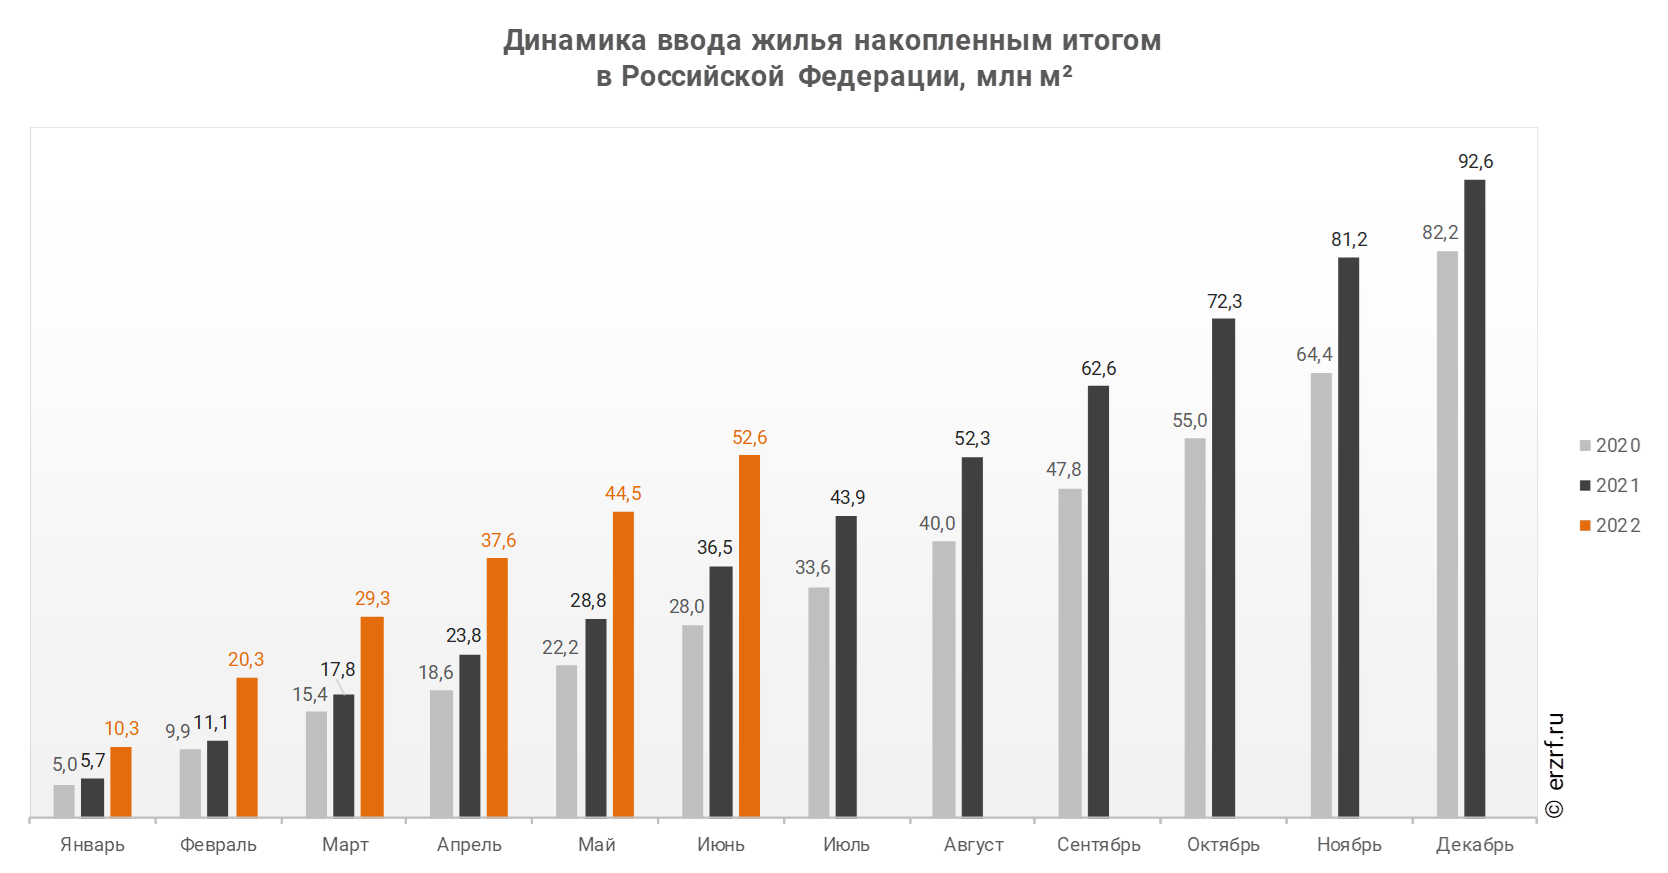 Динамика ввода жилья накопленным итогом
в Российской Федерации, млн м²
5,0 5,7 10,3
9,9 11,1 20,3
15,4 17,8 29,3
18,6 23,8 37,6
22,2 28,8 44,5
28,0 36,5 52,6
33,6 43,9
40,0 52,3
47,8 62,6
55,0 72,3
64,4 81,2
82,2 92,6
Январь Февраль Март Апрель Май Июнь Июль Август Сентябрь Октябрь Ноябрь Декабрь
2020
2021
2022
© erzrf.ru